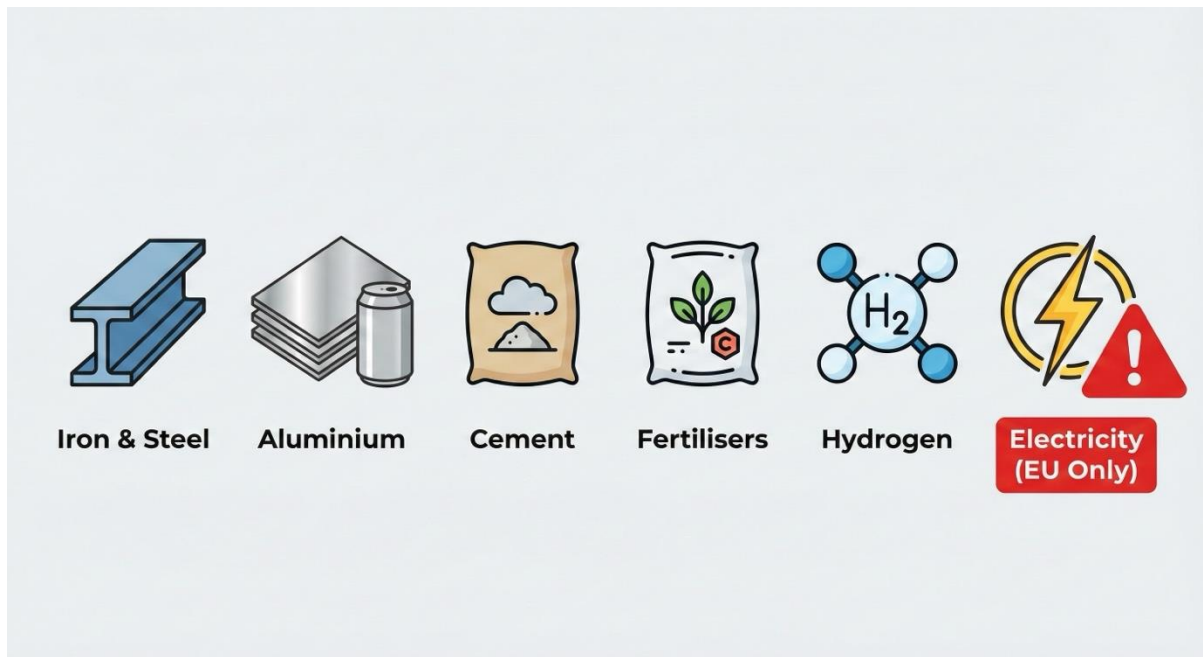 C
H2
Iron & Steel
Aluminium
Cement
Fertilisers
Hydrogen
Electricity
(EU Only)